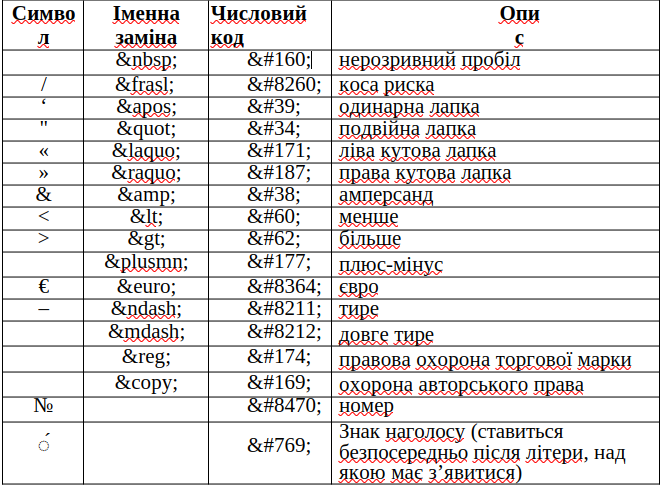 Символ Іменна заміна Числовий код Опис
&nbsp; &#160; нерозривний пробіл
/ &frasl; &#8260; коса риска
‘ &apos; &#39; одинарна лапка
" &quot; &#34; подвійна лапка
« &laquo; &#171; ліва кутова лапка
» &raquo; &#187; права кутова лапка
& &amp; &#38; амперсанд
< &lt; &#60; менше
> &gt; &#62; більше
&plusmn; &#177; плюс-мінус
€ &euro; &#8364; євро
– &ndash; &#8211; тире
&mdash; &#8212; довге тире
&reg; &#174; правова охорона торгової марки
&copy; &#169; охорона авторського права
№ &#8470; номер
◌́ &#769; Знак наголосу (ставиться
безпосередньо після літери, над
якою має з’явитися)